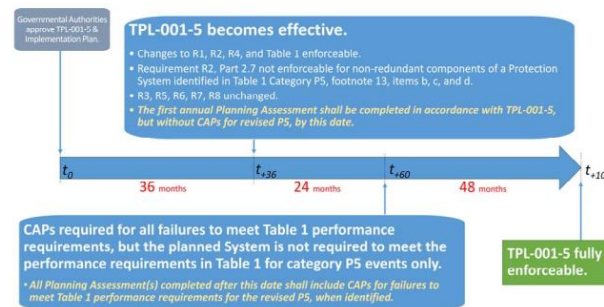 Governmental Authorities
approve TPL-001-5 &
Implementation Plan.
TPL-001-5 becomes effective.
• Changes to R1, R2, R4, and Table 1 enforceable.
• Requirement R2, Part 2.7 not enforceable for non-redundant components of a Protection
System identified in Table 1 Category P5, footnote 13, items b, c, and d.
• R3, R5, R6, R7, R8 unchanged.
• The first annual Planning Assessment shall be completed in accordance with TPL-001-5,
but without CAPs for revised P5, by this date.
t0 t+36 t+60 t+10
36 months 24 months 48 months
CAPs required for all failures to meet Table 1 performance
requirements, but the planned System is not required to meet the
performance requirements in Table 1 for category P5 events only.
• All Planning Assessment(s) completed after this date shall include CAPs for failures to
meet Table 1 performance requirements for the revised P5, when identified.
TPL-001-5 fully
enforceable.